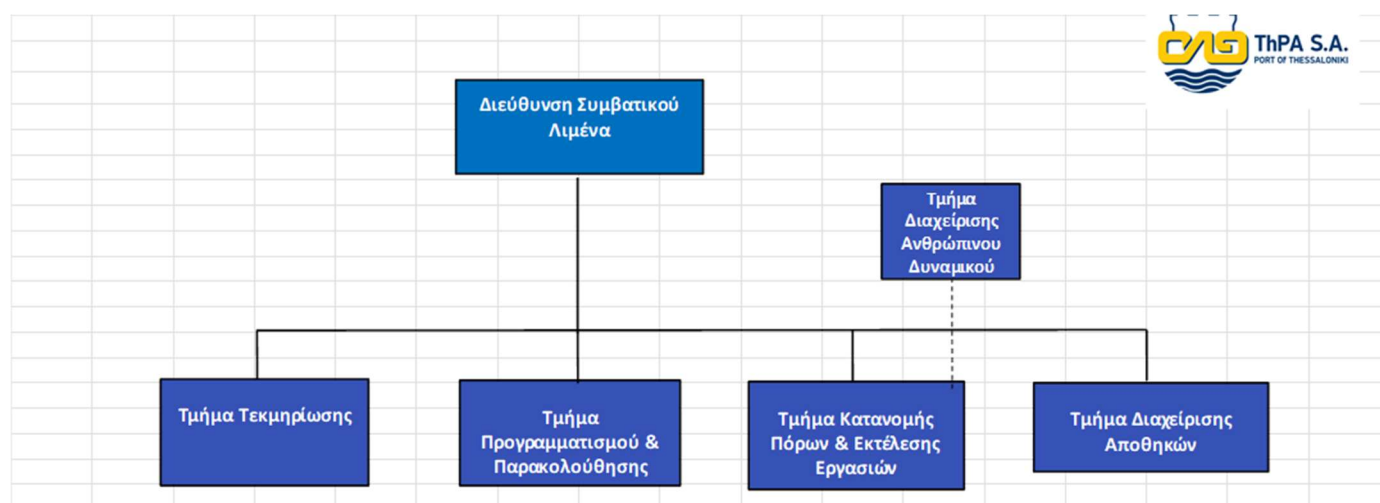 ThPA S.A.
PORT OF THESSALONIKI
Διεύθυνση Συμβατικού
Λιμένα
Τμήμα
Διαχείρισης
Ανθρώπινου
Δυναμικού
Τμήμα Τεκμηρίωσης
Τμήμα
Προγραμματισμού &
Παρακολούθησης
Τμήμα Κατανομής
Πόρων & Εκτέλεσης
Εργασιών
Τμήμα Διαχείρισης
Αποθηκών